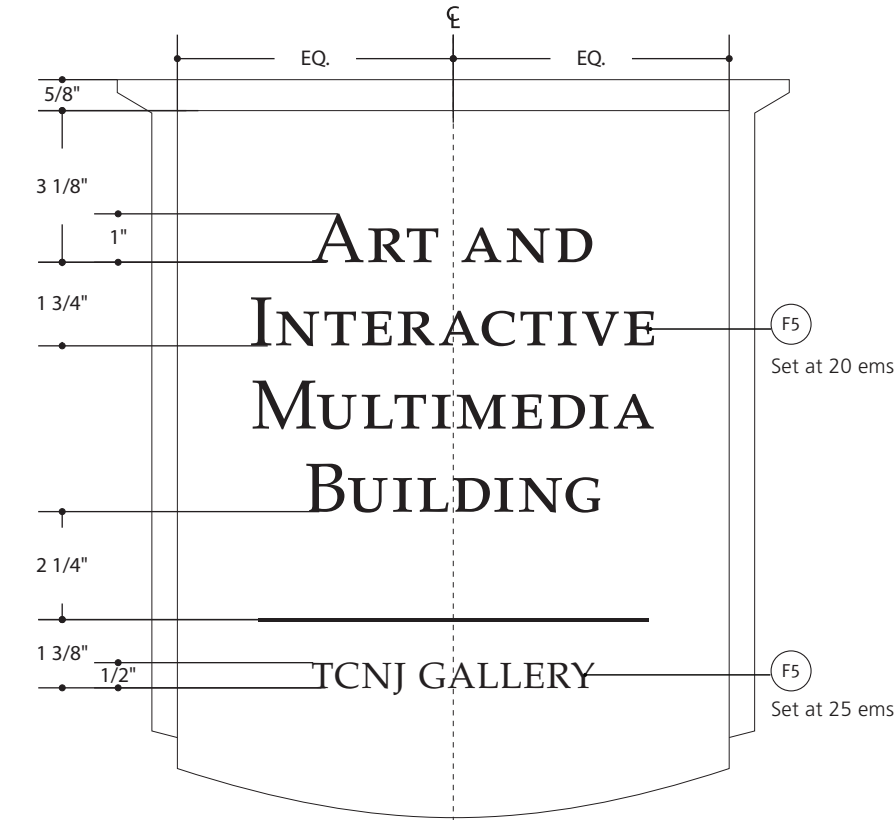 ℄
EQ. EQ.
5/8"
3 1/8"
1"
Art and
1 3/4"
Interactive
F5
Set at 20 ems
Multimedia
Building
2 1/4"
1 3/8"
1/2"
TCNJ GALLERY
F5
Set at 25 ems